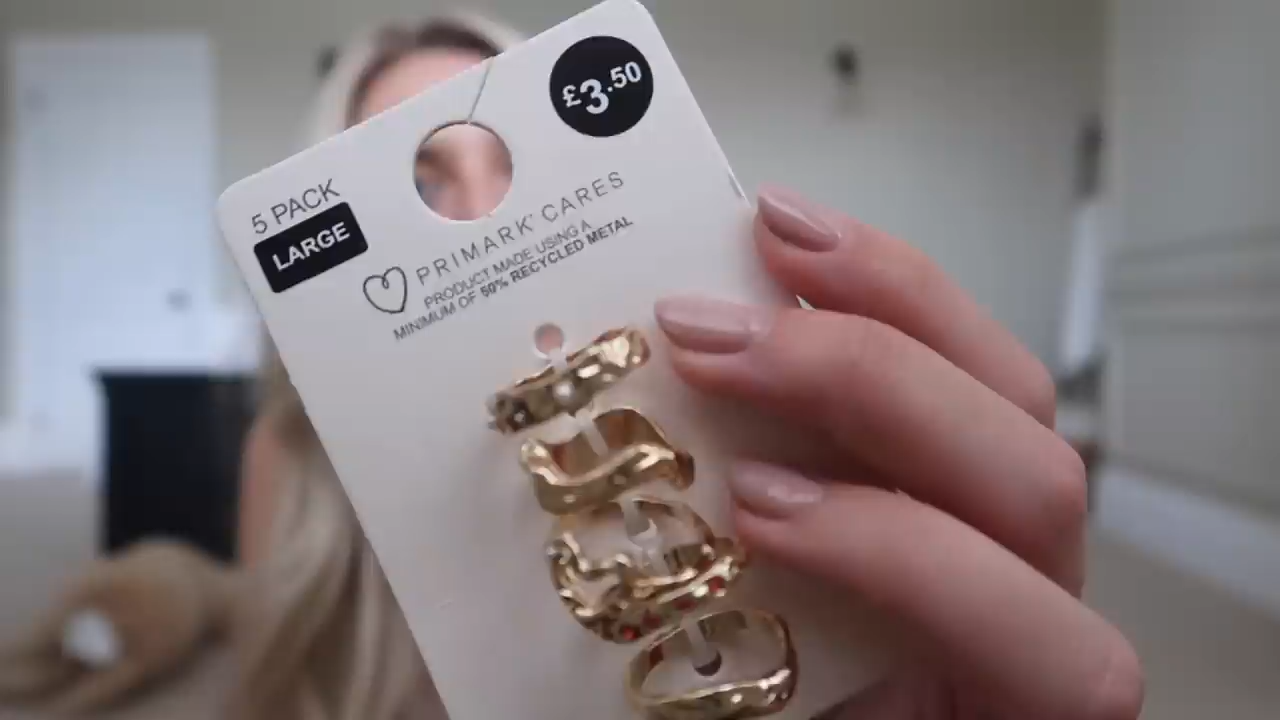 £3.50
5 PACK
LARGE
PRIMARK CARES
PRODUCT MADE USING A
MINIMUM OF 50% RECYCLED METAL